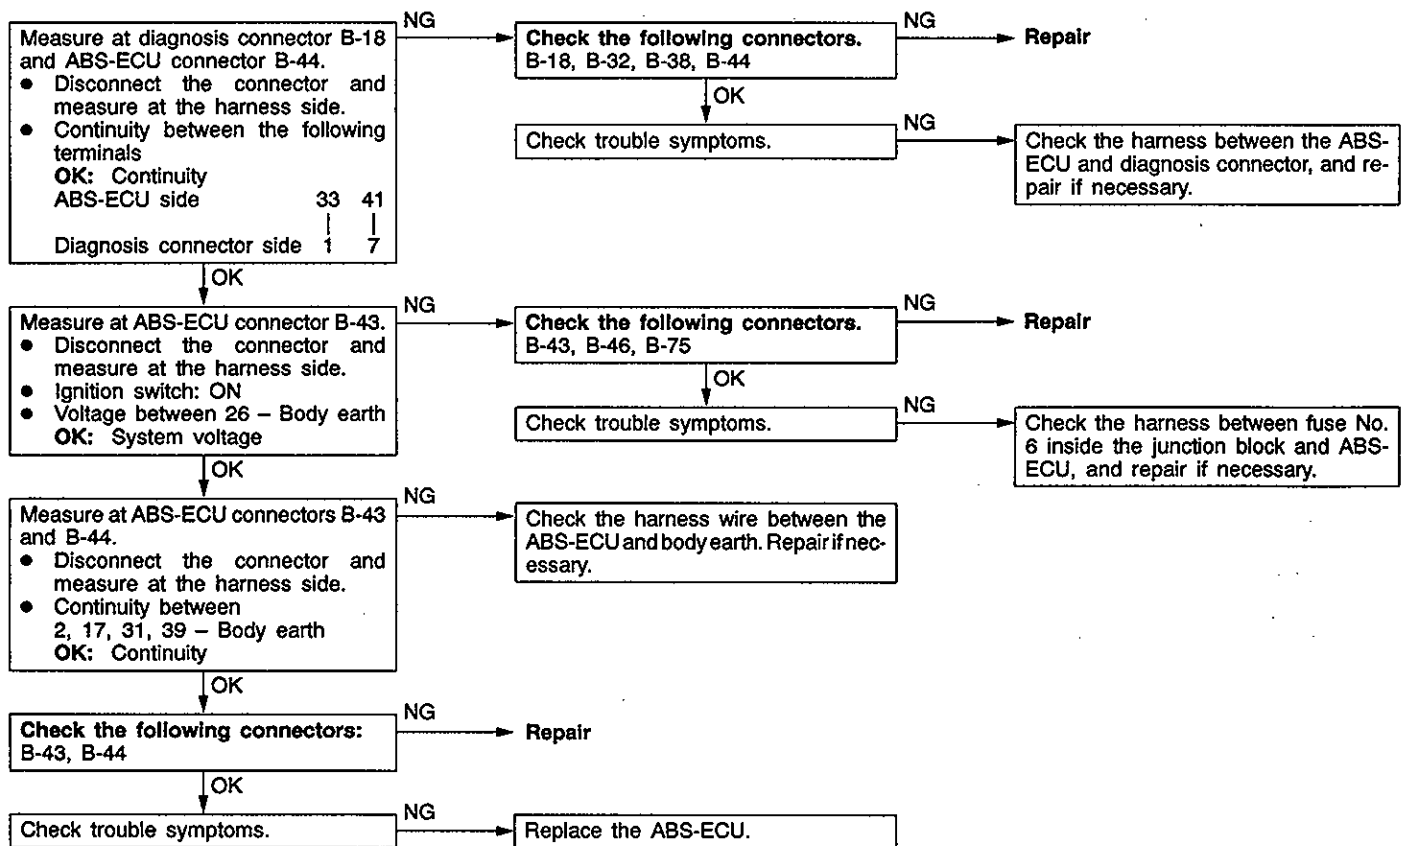 Measure at diagnosis connector B-18
and ABS-ECU connector B-44.
● Disconnect the connector and
measure at the harness side.
● Continuity between the following
terminals
OK: Continuity
ABS-ECU side 33 41
Diagnosis connector side 1 7
NG
Check the following connectors.
B-18, B-32, B-38, B-44
NG
Repair
OK
Check trouble symptoms.
NG
Check the harness between the ABS-
ECU and diagnosis connector, and re-
pair if necessary.
OK
Measure at ABS-ECU connector B-43.
● Disconnect the connector and
measure at the harness side.
● Ignition switch: ON
● Voltage between 26 – Body earth
OK: System voltage
NG
Check the following connectors.
B-43, B-46, B-75
NG
Repair
OK
Check trouble symptoms.
NG
Check the harness between fuse No.
6 inside the junction block and ABS-
ECU, and repair if necessary.
OK
Measure at ABS-ECU connectors B-43
and B-44.
● Disconnect the connector and
measure at the harness side.
● Continuity between
2, 17, 31, 39 – Body earth
OK: Continuity
NG
Check the harness wire between the
ABS-ECU and body earth. Repair if nec-
essary.
OK
Check the following connectors:
B-43, B-44
NG
Repair
OK
Check trouble symptoms.
NG
Replace the ABS-ECU.